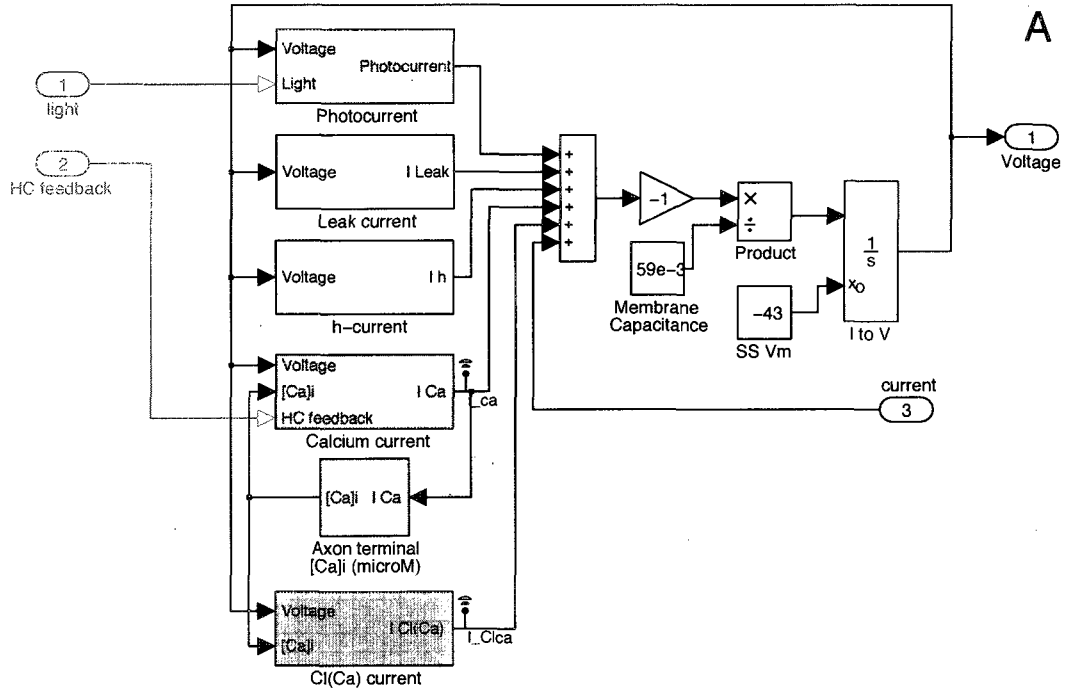 A
Voltage
Photocurrent
Light
Photocurrent
1
light
2
HC feedback
Voltage
I Leak
Leak current
Voltage
I h
h-current
Voltage
[Ca]i
I Ca
HC feedback
I_ca
Calcium current
[Ca]i
I Ca
Axon terminal
[Ca]i (microM)
Voltage
I Cl(Ca)
[Ca]i
I_Clca
Cl(Ca) current
+
+
+
+
+
+
-1
×
÷
Product
59e-3
Membrane
Capacitance
-43
SS Vm
1
s
xo
I to V
1
Voltage
current
3